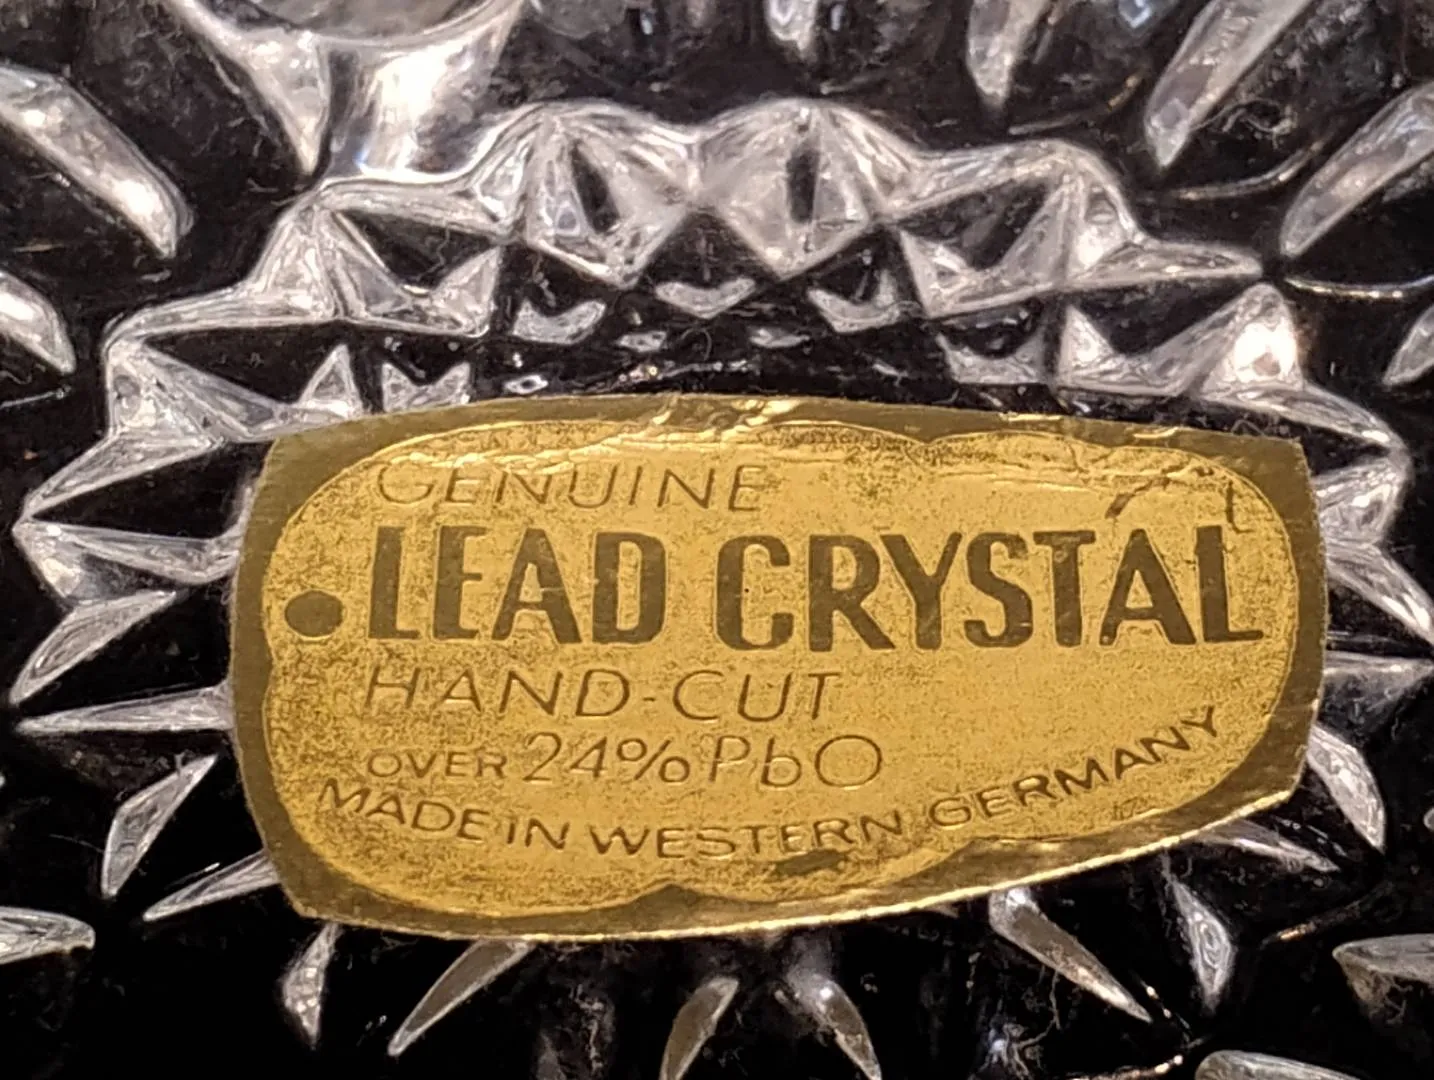 GENUINE
LEAD CRYSTAL
HAND-CUT
OVER 24% PbO
MADE IN WESTERN GERMANY